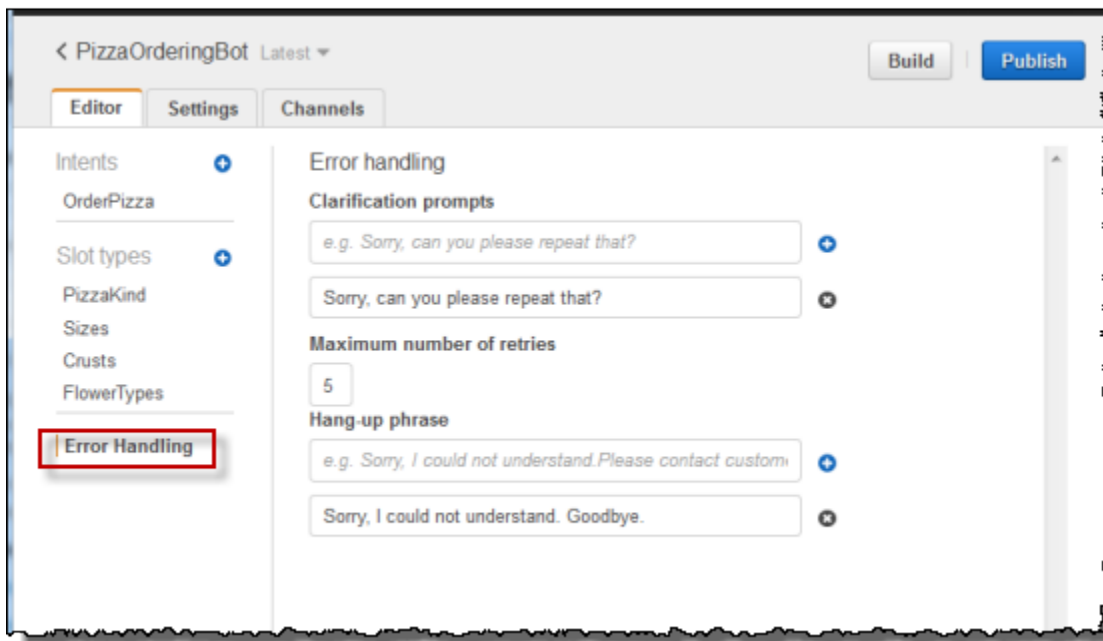 < PizzaOrderingBot Latest
Build Publish
Editor Settings Channels
Intents
OrderPizza
Slot types
PizzaKind
Sizes
Crusts
FlowerTypes
Error Handling
Error handling
Clarification prompts
e.g. Sorry, can you please repeat that?
Sorry, can you please repeat that?
Maximum number of retries
5
Hang-up phrase
e.g. Sorry, I could not understand.Please contact custom
Sorry, I could not understand. Goodbye.